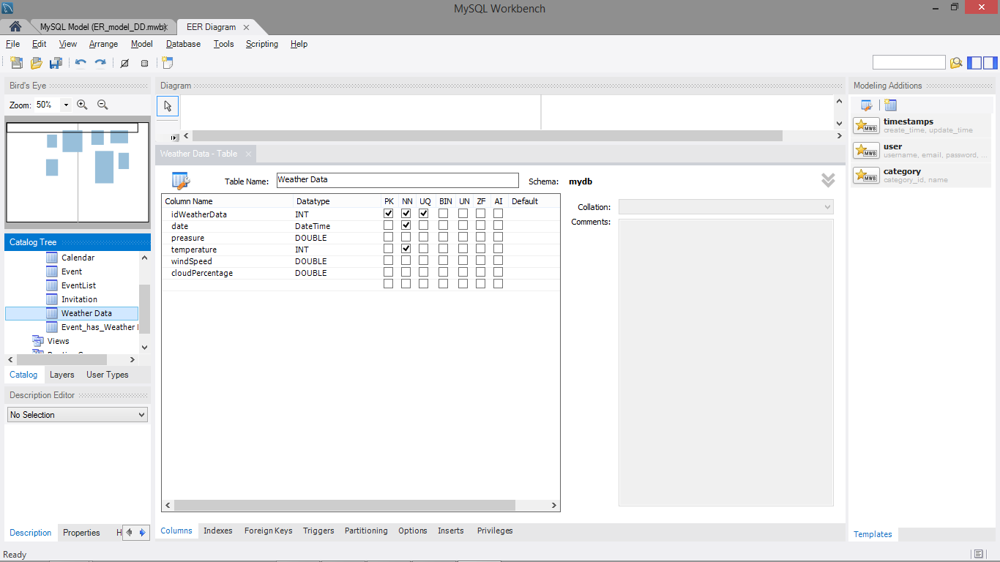 MySQL Workbench
MySQL Model (ER_model_DD.mwb)
EER Diagram
File Edit View Arrange Model Database Tools Scripting Help
Bird's Eye
Zoom: 50%
Catalog Tree
Calendar
Event
EventList
Invitation
Weather Data
Event_has_Weather
Views
Catalog Layers User Types
Description Editor
No Selection
Description Properties H
Diagram
Weather Data - Table
Table Name: Weather Data Schema: mydb
Column Name Datatype PK NN UQ BIN UN ZF AI Default
idWeatherData INT
date DateTime
preasure DOUBLE
temperature INT
windSpeed DOUBLE
cloudPercentage DOUBLE
Collation:
Comments:
Columns Indexes Foreign Keys Triggers Partitioning Options Inserts Privileges
Modeling Additions
MWB
timestamps
create_time, update_time
MWB
user
username, email, password, ...
MWB
category
category_id, name
Templates
Ready